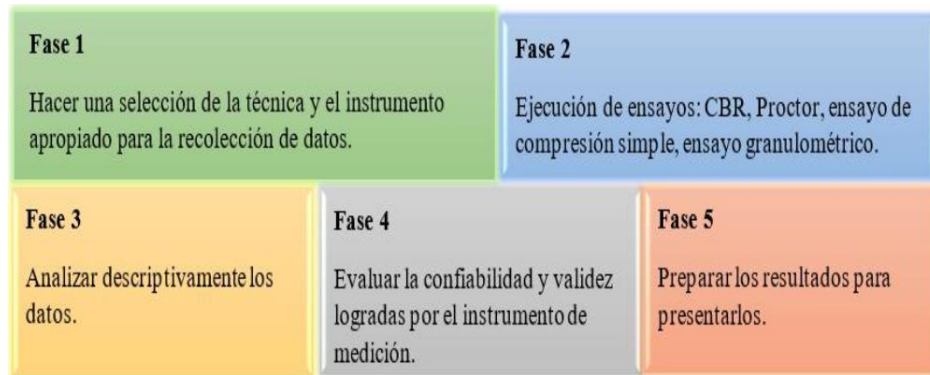 Fase 1
Hacer una selección de la técnica y el instrumento
apropiado para la recolección de datos.
Fase 2
Ejecución de ensayos: CBR, Proctor, ensayo de
compresión simple, ensayo granulométrico.
Fase 3
Analizar descriptivamente los
datos.
Fase 4
Evaluar la confiabilidad y validez
logradas por el instrumento de
medición.
Fase 5
Preparar los resultados para
presentarlos.